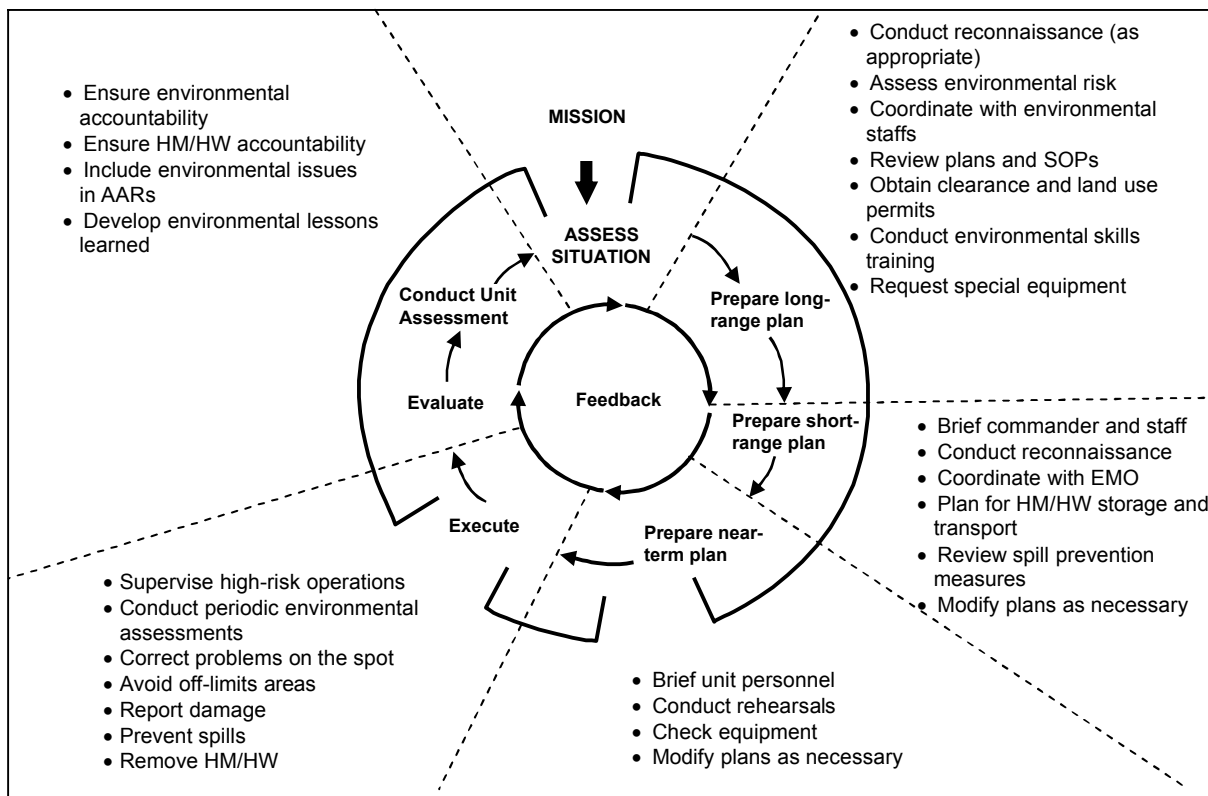 • Ensure environmental
accountability
• Ensure HM/HW accountability
• Include environmental issues
in AARs
• Develop environmental lessons
learned
MISSION
• Conduct reconnaissance (as
appropriate)
• Assess environmental risk
• Coordinate with environmental
staffs
• Review plans and SOPs
• Obtain clearance and land use
permits
• Conduct environmental skills
training
• Request special equipment
ASSESS
SITUATION
Conduct Unit
Assessment
Prepare long-
range plan
Evaluate
Feedback
Prepare short-
range plan
• Brief commander and staff
• Conduct reconnaissance
• Coordinate with EMO
• Plan for HM/HW storage and
transport
• Review spill prevention
measures
• Modify plans as necessary
Execute
Prepare near-
term plan
• Supervise high-risk operations
• Conduct periodic environmental
assessments
• Correct problems on the spot
• Avoid off-limits areas
• Report damage
• Prevent spills
• Remove HM/HW
• Brief unit personnel
• Conduct rehearsals
• Check equipment
• Modify plans as necessary